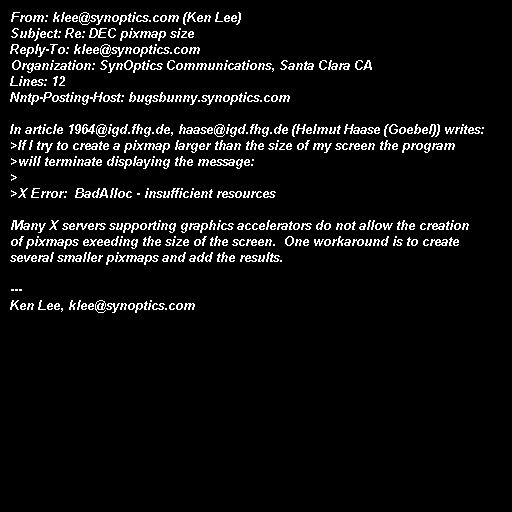 From: klee@synoptics.com (Ken Lee)
Subject: Re: DEC pixmap size
Reply-To: klee@synoptics.com
Organization: SynOptics Communications, Santa Clara CA
Lines: 12
Nntp-Posting-Host: bugsbunny.synoptics.com

In article 1964@igd.fhg.de, haase@igd.fhg.de (Helmut Haase (Goebel)) writes:
>If I try to create a pixmap larger than the size of my screen the program
>will terminate displaying the message:
>
>X Error:  BadAlloc - insufficient resources

Many X servers supporting graphics accelerators do not allow the creation
of pixmaps exeeding the size of the screen.  One workaround is to create
several smaller pixmaps and add the results.

---
Ken Lee, klee@synoptics.com